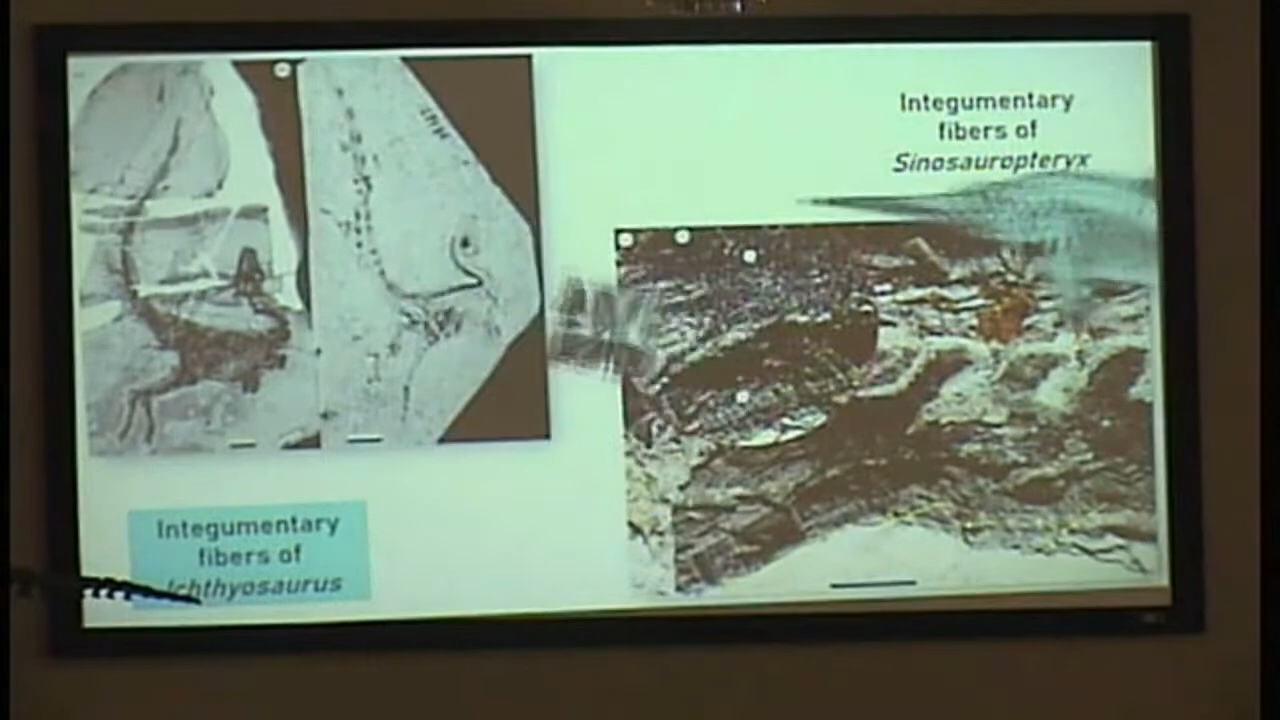 Integumentary
fibers of
Sinosauropteryx
Integumentary
fibers of
Ichthyosaurus